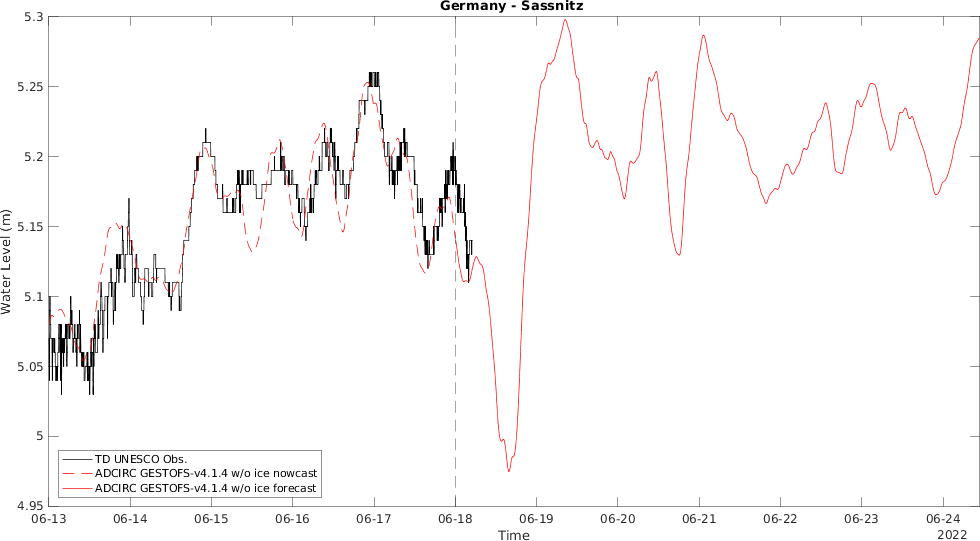 Germany - Sassnitz
5.3
5.25
5.2
5.15
5.1
5.05
5
4.95
Water Level (m)
TD UNESCO Obs.
ADCIRC GESTOFS-v4.1.4 w/o ice nowcast
ADCIRC GESTOFS-v4.1.4 w/o ice forecast
06-13 06-14 06-15 06-16 06-17 06-18 06-19 06-20 06-21 06-22 06-23 06-24
Time
2022